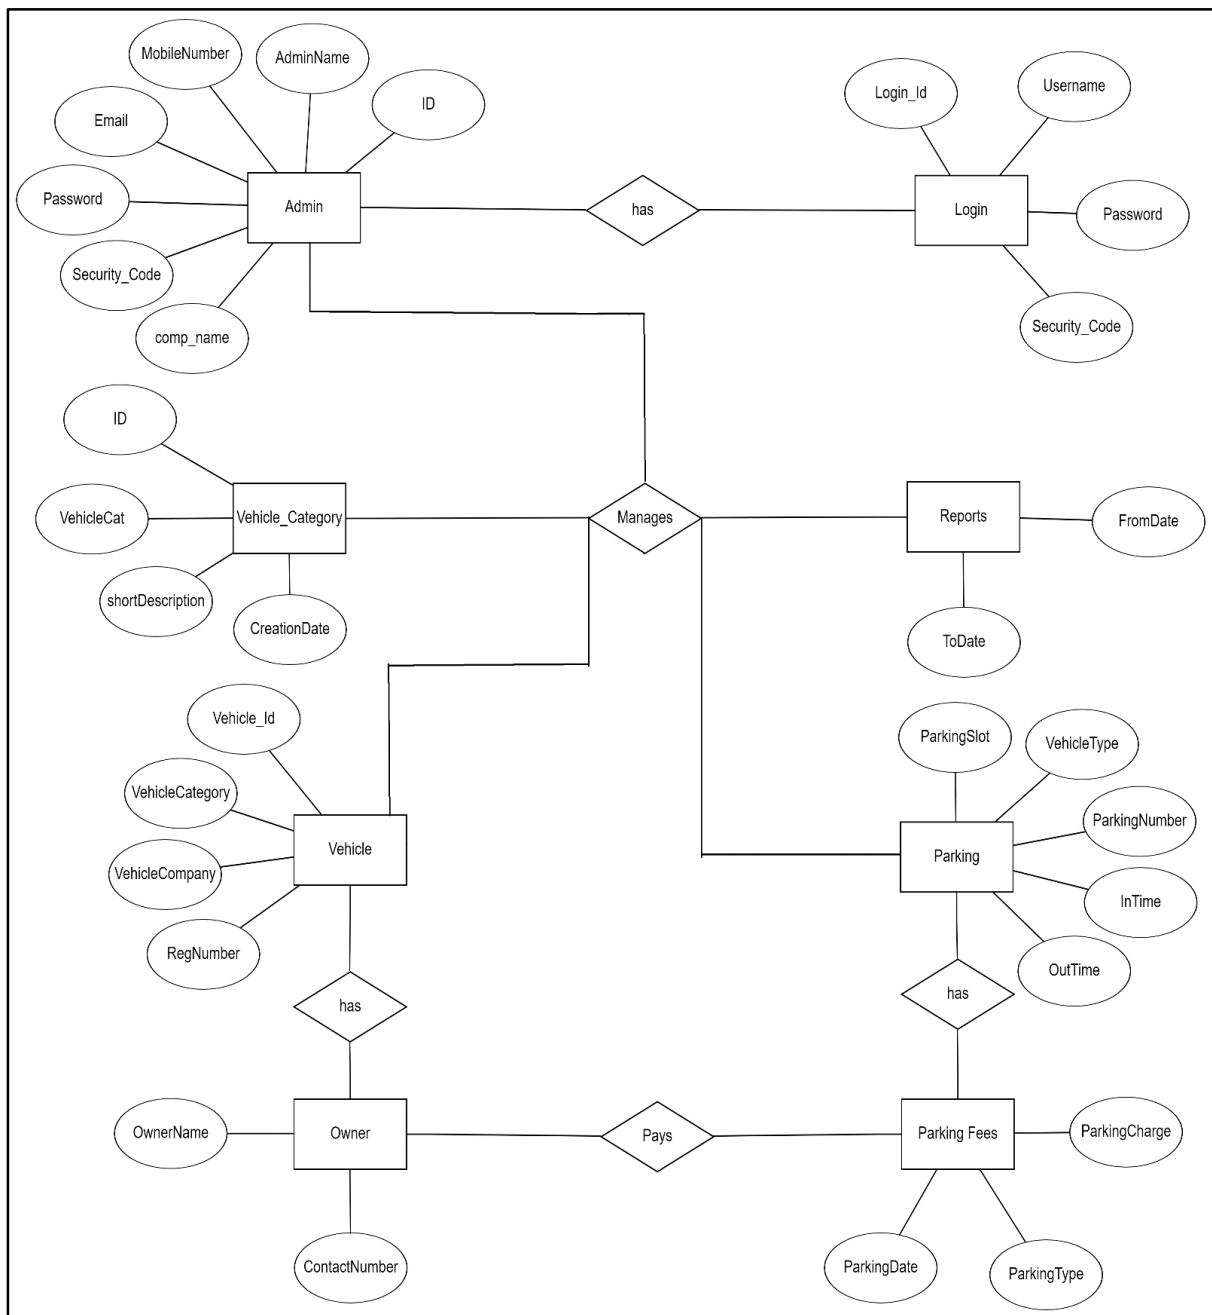 MobileNumber
AdminName
ID
Email
Password
Security_Code
comp_name
Admin
has
Login
Login_Id
Username
Password
Security_Code
ID
VehicleCat
shortDescription
CreationDate
Vehicle_Category
Manages
Reports
FromDate
ToDate
Vehicle_Id
VehicleCategory
VehicleCompany
RegNumber
Vehicle
ParkingSlot
VehicleType
ParkingNumber
InTime
OutTime
Parking
has
has
OwnerName
Owner
ContactNumber
Pays
Parking Fees
ParkingCharge
ParkingDate
ParkingType